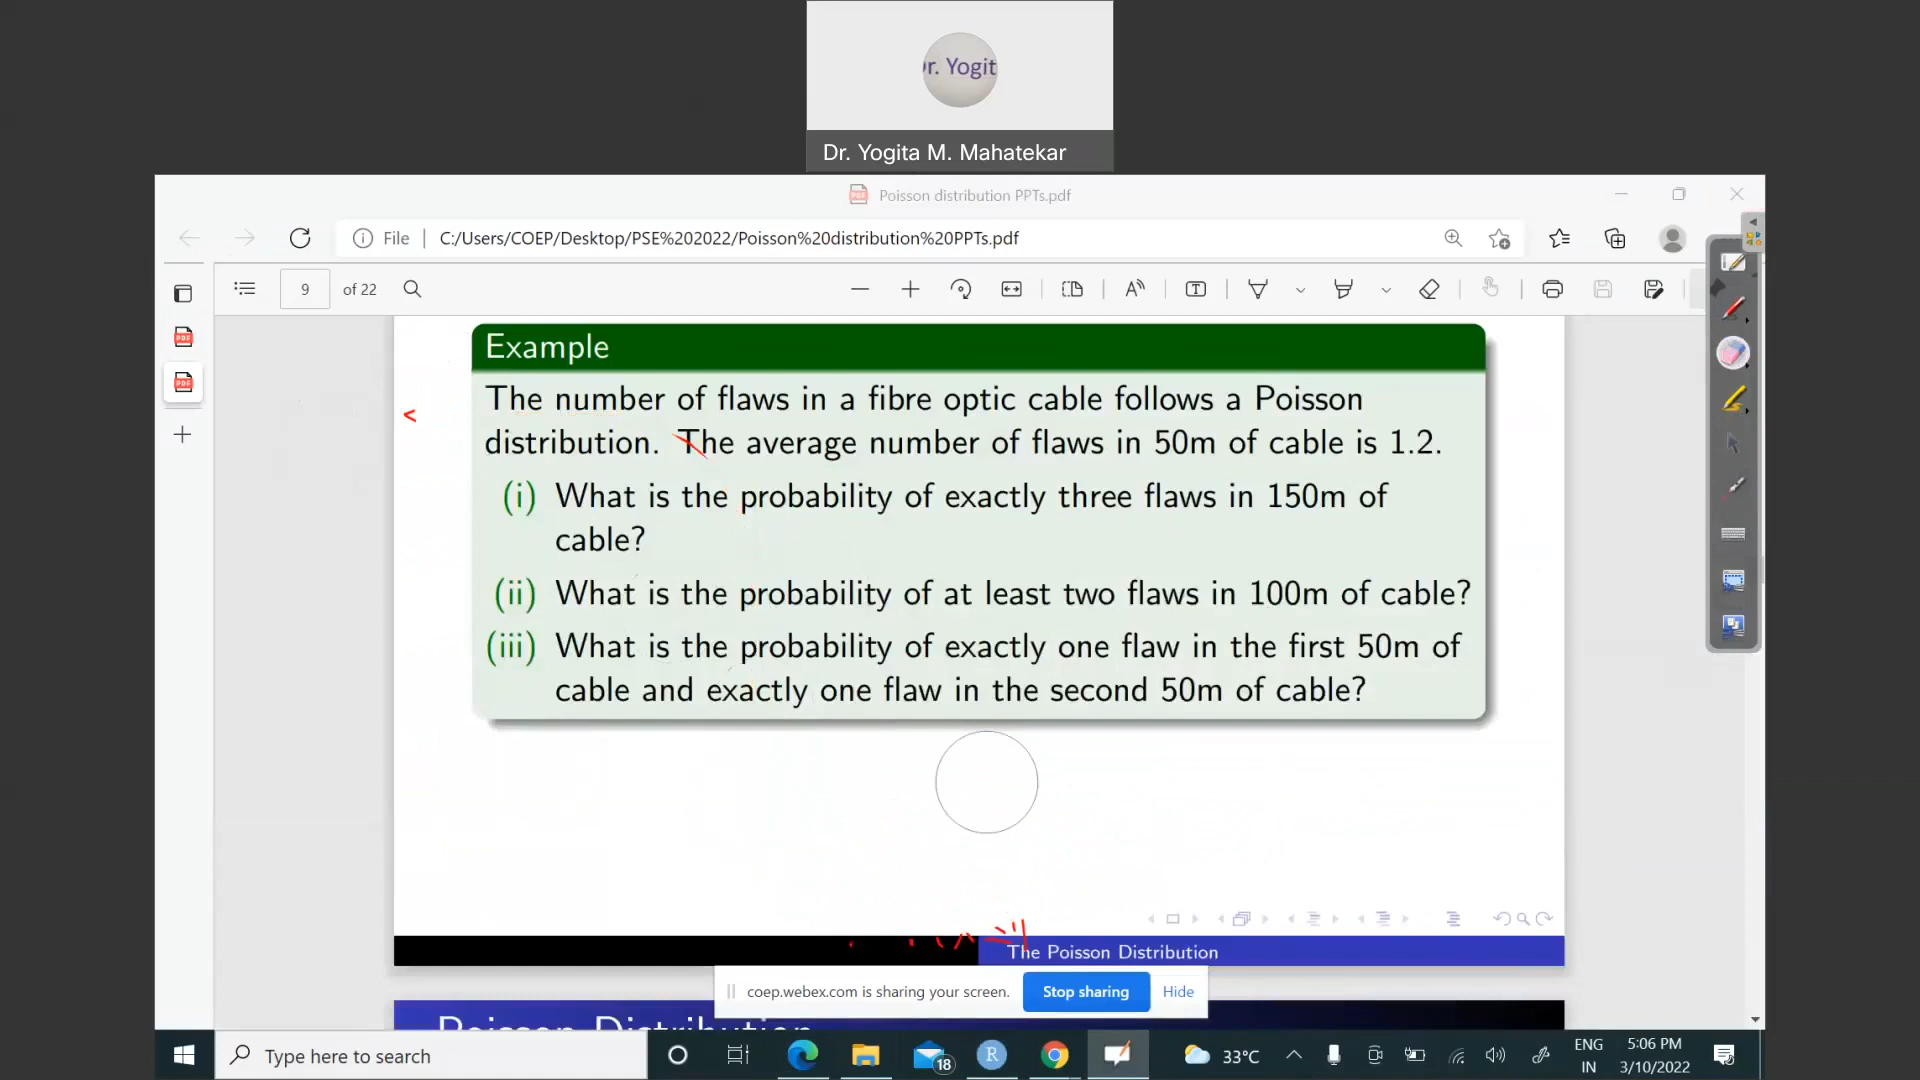 r. Yogit
Dr. Yogita M. Mahatekar
Poisson distribution PPTs.pdf
File C:/Users/COEP/Desktop/PSE%202022/Poisson%20distribution%20PPTs.pdf
9 of 22
Example
The number of flaws in a fibre optic cable follows a Poisson
distribution. The average number of flaws in 50m of cable is 1.2.
(i) What is the probability of exactly three flaws in 150m of
cable?
(ii) What is the probability of at least two flaws in 100m of cable?
(iii) What is the probability of exactly one flaw in the first 50m of
cable and exactly one flaw in the second 50m of cable?
The Poisson Distribution
coep.webex.com is sharing your screen. Stop sharing Hide
Poisson Distribution
Type here to search 18 33°C ENG 5:06 PM
IN 3/10/2022